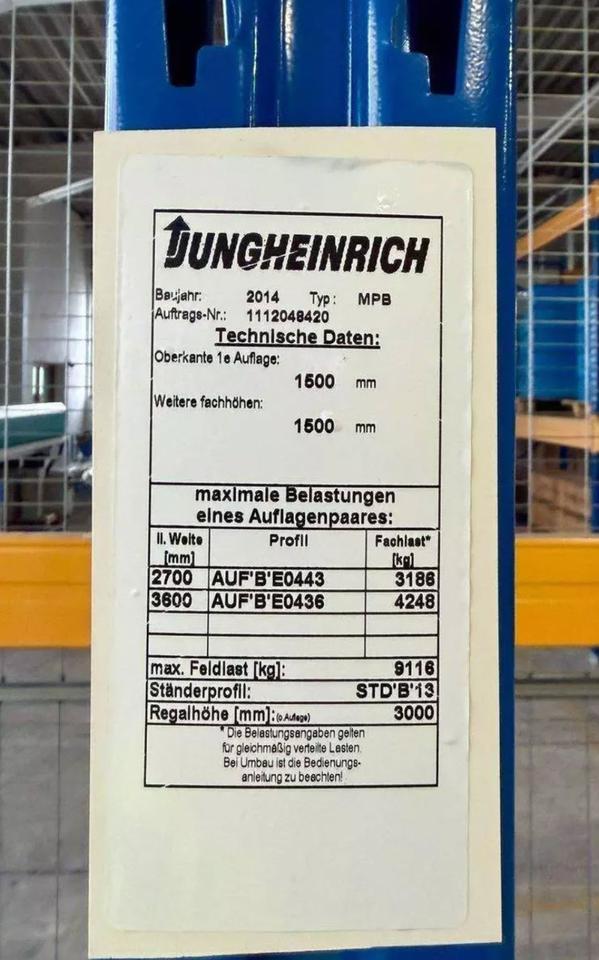 JUNGHEINRICH
Baujahr: 2014 Typ: MPB
Auftrags-Nr.: 1112048420
Technische Daten:
Oberkante 1e Auflage:
1500 mm
Weitere fachhöhen:
1500 mm
maximale Belastungen
eines Auflagenpaares:
li. Weite [mm] Profil Fachlast* [kg]
2700 AUF'B'E0443 3186
3600 AUF'B'E0436 4248
max. Feldlast [kg]: 9116
Ständerprofil: STD'B'13
Regalhöhe [mm]: (o.Auflage) 3000
* Die Belastungsangaben gelten
für gleichmäßig verteilte Lasten.
Bei Umbau ist die Bedienungs-
anleitung zu beachten!